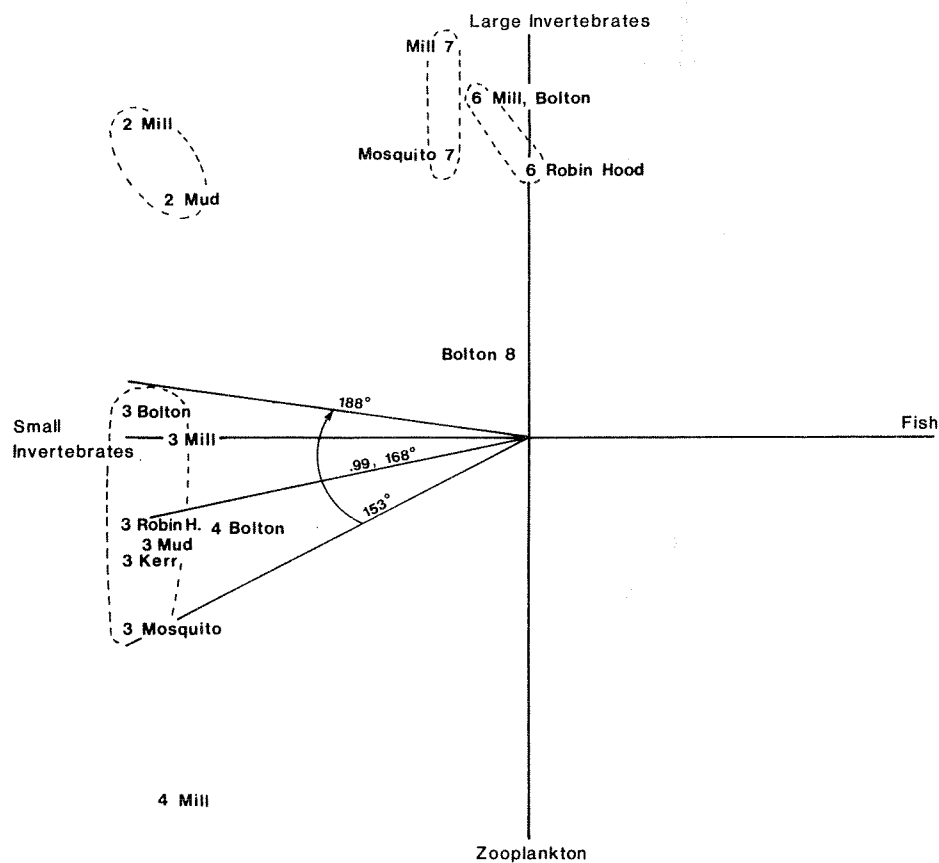 Large Invertebrates
Mill 7
6 Mill, Bolton
2 Mill
Mosquito 7
6 Robin Hood
2 Mud
Bolton 8
188°
3 Bolton
Small
Invertebrates
3 Mill
Fish
.99, 168°
153°
3 Robin H.
4 Bolton
3 Mud
3 Kerr
3 Mosquito
4 Mill
Zooplankton